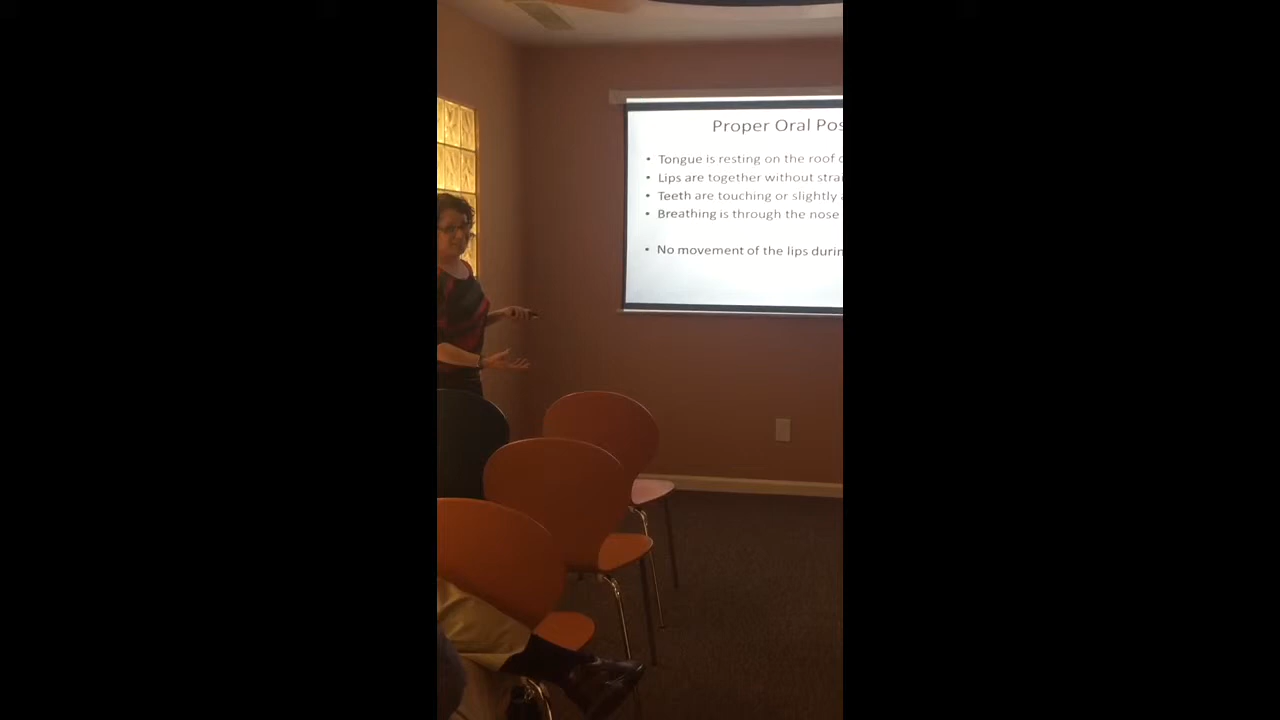 Proper Oral Pos
• Tongue is resting on the roof
• Lips are together without stra
• Teeth are touching or slightly
• Breathing is through the nose
• No movement of the lips durin